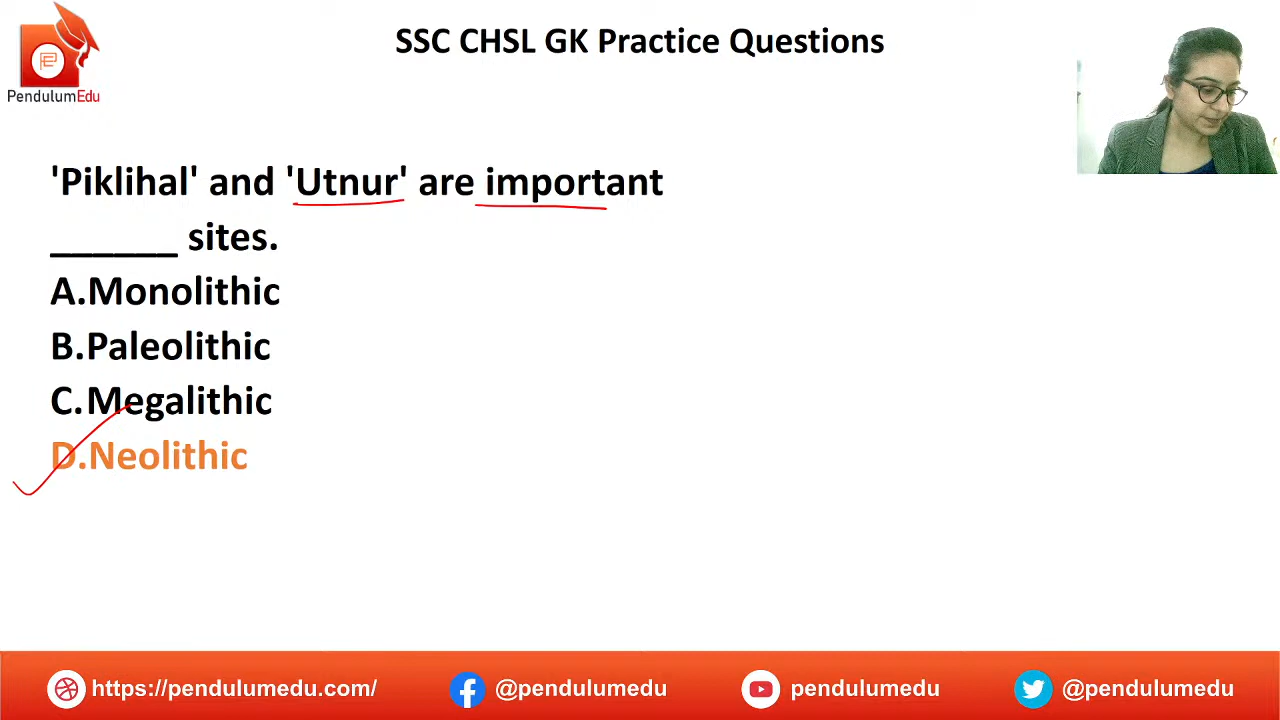 SSC CHSL GK Practice Questions
PendulumEdu
'Piklihal' and 'Utnur' are important
______ sites.
A.Monolithic
B.Paleolithic
C.Megalithic
D.Neolithic
https://pendulumedu.com/
@pendulumedu
pendulumedu
@pendulumedu